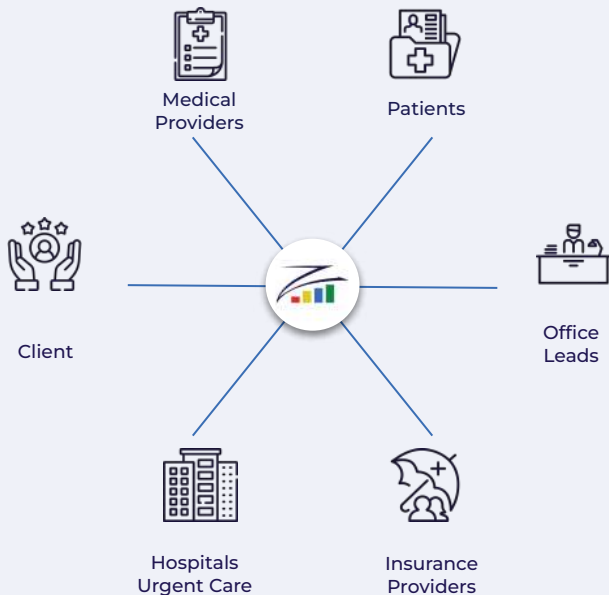 Medical
Providers
Patients
Client
Office
Leads
Hospitals
Urgent Care
Insurance
Providers